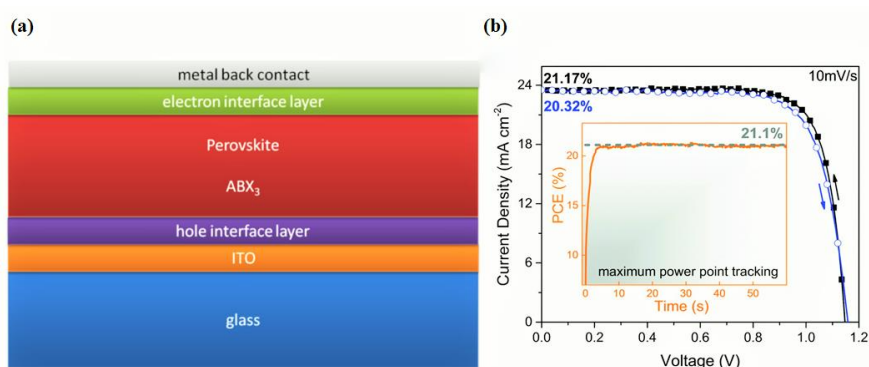 (a)
metal back contact
electron interface layer
Perovskite
ABX3
hole interface layer
ITO
glass
(b)
21.17%
20.32%
10mV/s
24
18
12
6
0
Current Density (mA cm-2)
0.0 0.2 0.4 0.6 0.8 1.0 1.2
Voltage (V)
21.1%
20
15
10
PCE (%)
maximum power point tracking
0 10 20 30 40 50
Time (s)